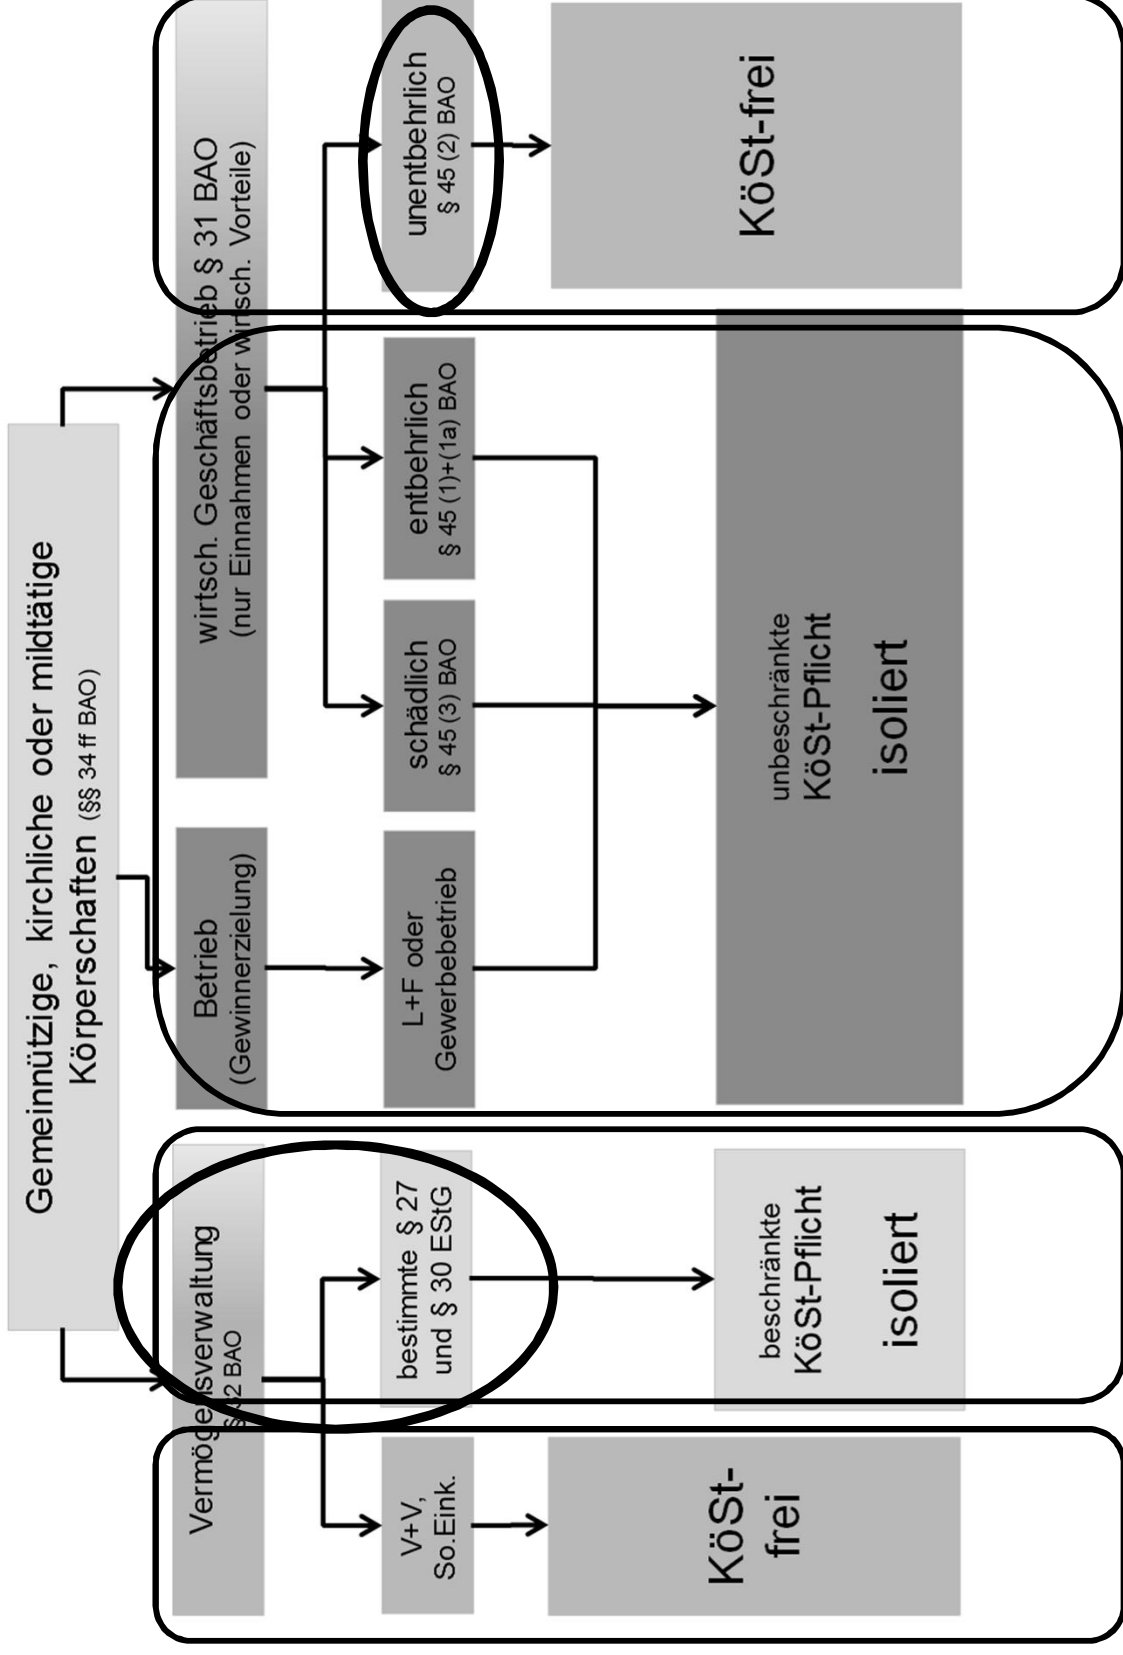 Gemeinnützige, kirchliche oder mildtätige
Körperschaften (§§ 34 ff BAO)
Vermögensverwaltung
§ 32 BAO
Betrieb
(Gewinnerzielung)
wirtsch. Geschäftsbetrieb § 31 BAO
(nur Einnahmen oder wirtsch. Vorteile)
V+V,
So.Eink.
bestimmte § 27
und § 30 EStG
L+F oder
Gewerbebetrieb
schädlich
§ 45 (3) BAO
entbehrlich
§ 45 (1)+(1a) BAO
unentbehrlich
§ 45 (2) BAO
KöSt-
frei
beschränkte
KöSt-Pflicht
isoliert
unbeschränkte
KöSt-Pflicht
isoliert
KöSt-frei